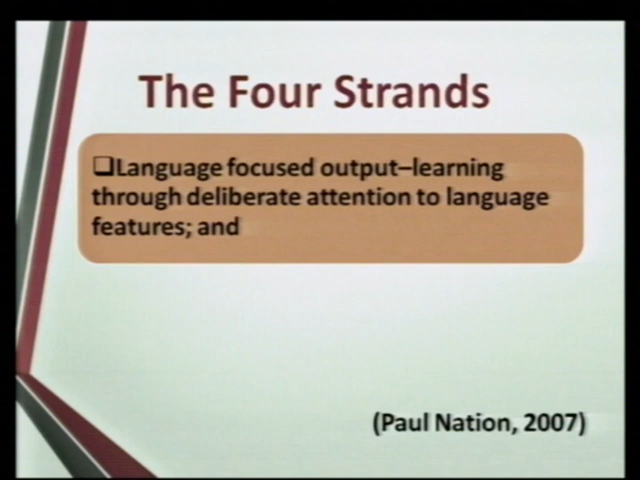 The Four Strands
❑Language focused output–learning
through deliberate attention to language
features; and
(Paul Nation, 2007)